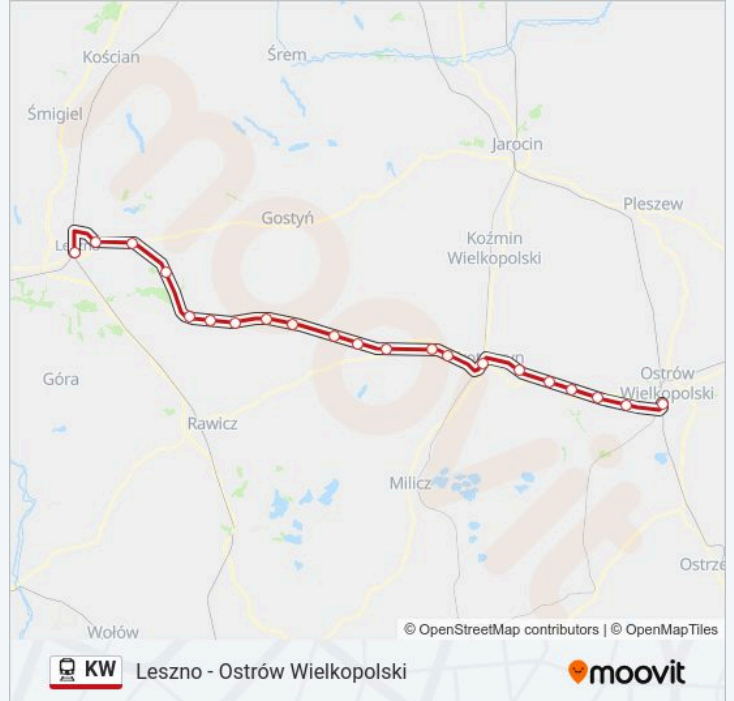 Kościan
Śrem
Śmigiel
Jarocin
Pleszew
Gostyń
Koźmin
Wielkopolski
Ostrów
Wielkopolski
Góra
Rawicz
Milicz
Ostrze
Wołów
© OpenStreetMap contributors | © OpenMapTiles
KW Leszno - Ostrów Wielkopolski
moovit
moovit